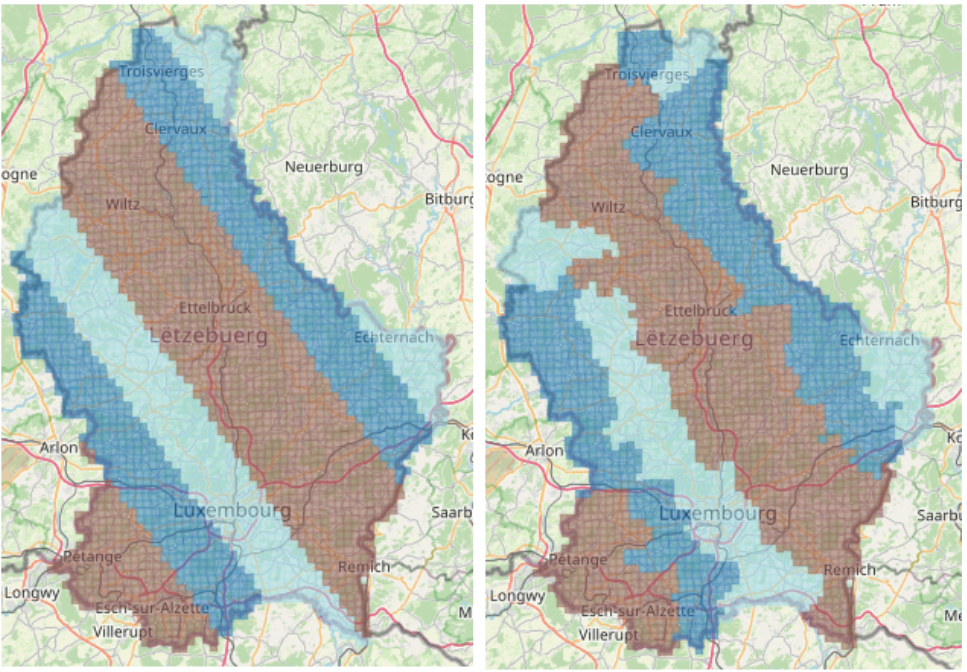 Troisvierges
Clervaux
Neuerburg
ogne
Bitburg
Wiltz
Ettelbruck
Lëtzebuerg
Echternach
Arlon
Luxembourg
Saarb
Pétange
Remich
Longwy
Esch-sur-Alzette
Villerupt
Troisvierges
Clervaux
Neuerburg
ogne
Bitburg
Wiltz
Ettelbruck
Lëtzebuerg
Echternach
Arlon
Ko
Luxembourg
Saarbu
Pétange
Remich
Longwy
Esch-sur-Alzette
Me
Villerupt